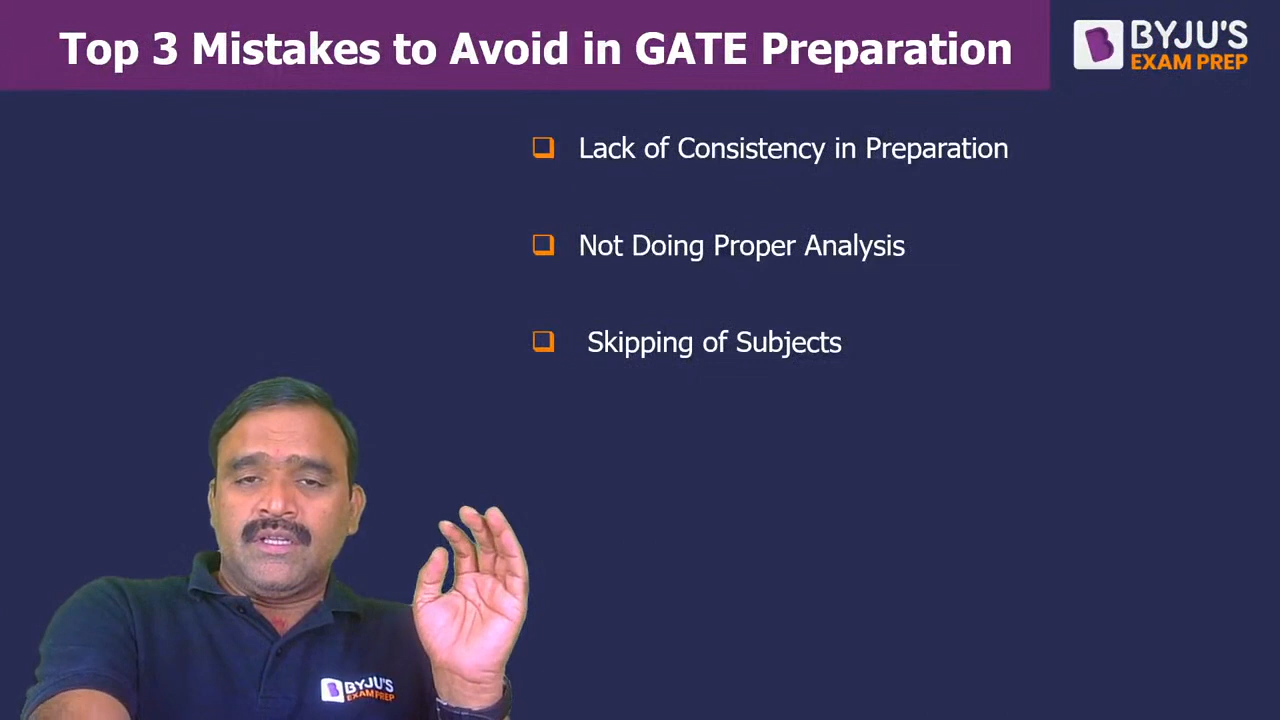 Top 3 Mistakes to Avoid in GATE Preparation
BYJU'S
EXAM PREP
Lack of Consistency in Preparation
Not Doing Proper Analysis
Skipping of Subjects
BYJU'S
EXAM PREP